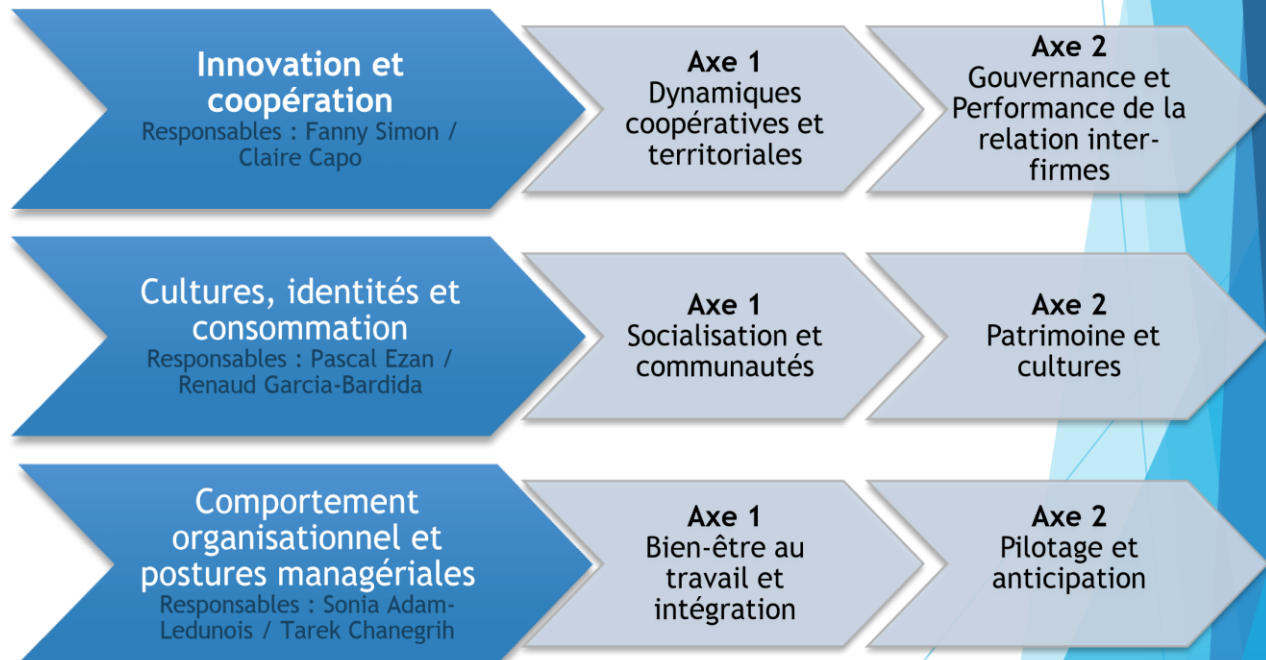 Innovation et
coopération
Responsables : Fanny Simon /
Claire Capo
Axe 1
Dynamiques
coopératives et
territoriales
Axe 2
Gouvernance et
Performance de la
relation inter-
firmes
Cultures, identités et
consommation
Responsables : Pascal Ezan /
Renaud Garcia-Bardida
Axe 1
Socialisation et
communautés
Axe 2
Patrimoine et
cultures
Comportement
organisationnel et
postures managériales
Responsables : Sonia Adam-
Ledunois / Tarek Chanegrih
Axe 1
Bien-être au
travail et
intégration
Axe 2
Pilotage et
anticipation